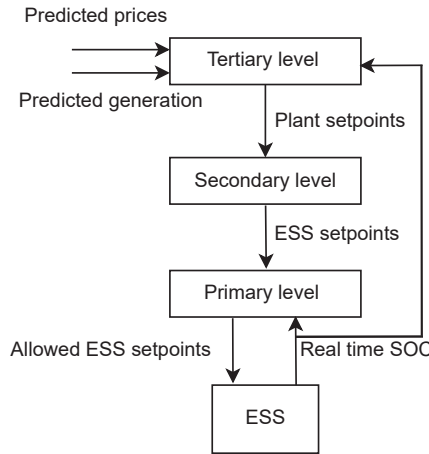 Predicted prices
Tertiary level
Predicted generation
Plant setpoints
Secondary level
ESS setpoints
Primary level
Allowed ESS setpoints
Real time SOC
ESS